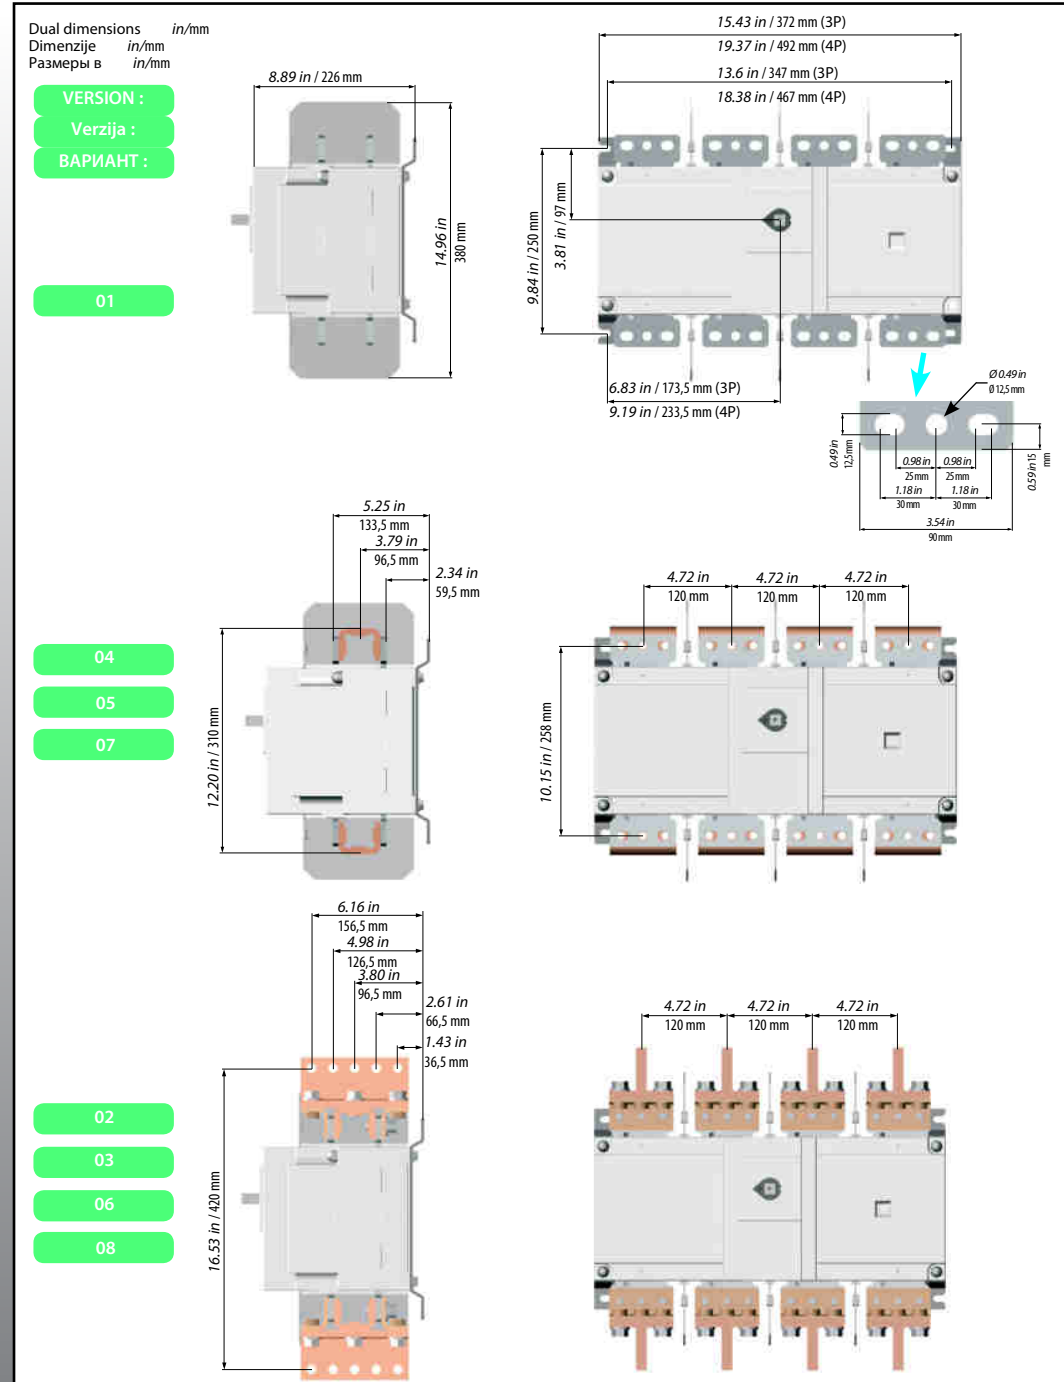 Dual dimensions in/mm
Dimenzije in/mm
Размеры в in/mm
VERSION :
Verzija :
ВАРИАНТ :
01
8.89 in / 226 mm
14.96 in
380 mm
15.43 in / 372 mm (3P)
19.37 in / 492 mm (4P)
13.6 in / 347 mm (3P)
18.38 in / 467 mm (4P)
9.84 in / 250 mm
3.81 in / 97 mm
6.83 in / 173,5 mm (3P)
9.19 in / 233,5 mm (4P)
Ø 0.49 in
Ø 12,5 mm
0.49 in
12,5 mm
0.98 in
25 mm
0.98 in
25 mm
1.18 in
30 mm
1.18 in
30 mm
0.59 in 15
mm
3.54 in
90 mm
04
05
07
5.25 in
133,5 mm
3.79 in
96,5 mm
2.34 in
59,5 mm
12.20 in / 310 mm
4.72 in
120 mm
4.72 in
120 mm
4.72 in
120 mm
10.15 in / 258 mm
02
03
06
08
6.16 in
156,5 mm
4.98 in
126,5 mm
3.80 in
96,5 mm
2.61 in
66,5 mm
1.43 in
36,5 mm
16.53 in / 420 mm
4.72 in
120 mm
4.72 in
120 mm
4.72 in
120 mm